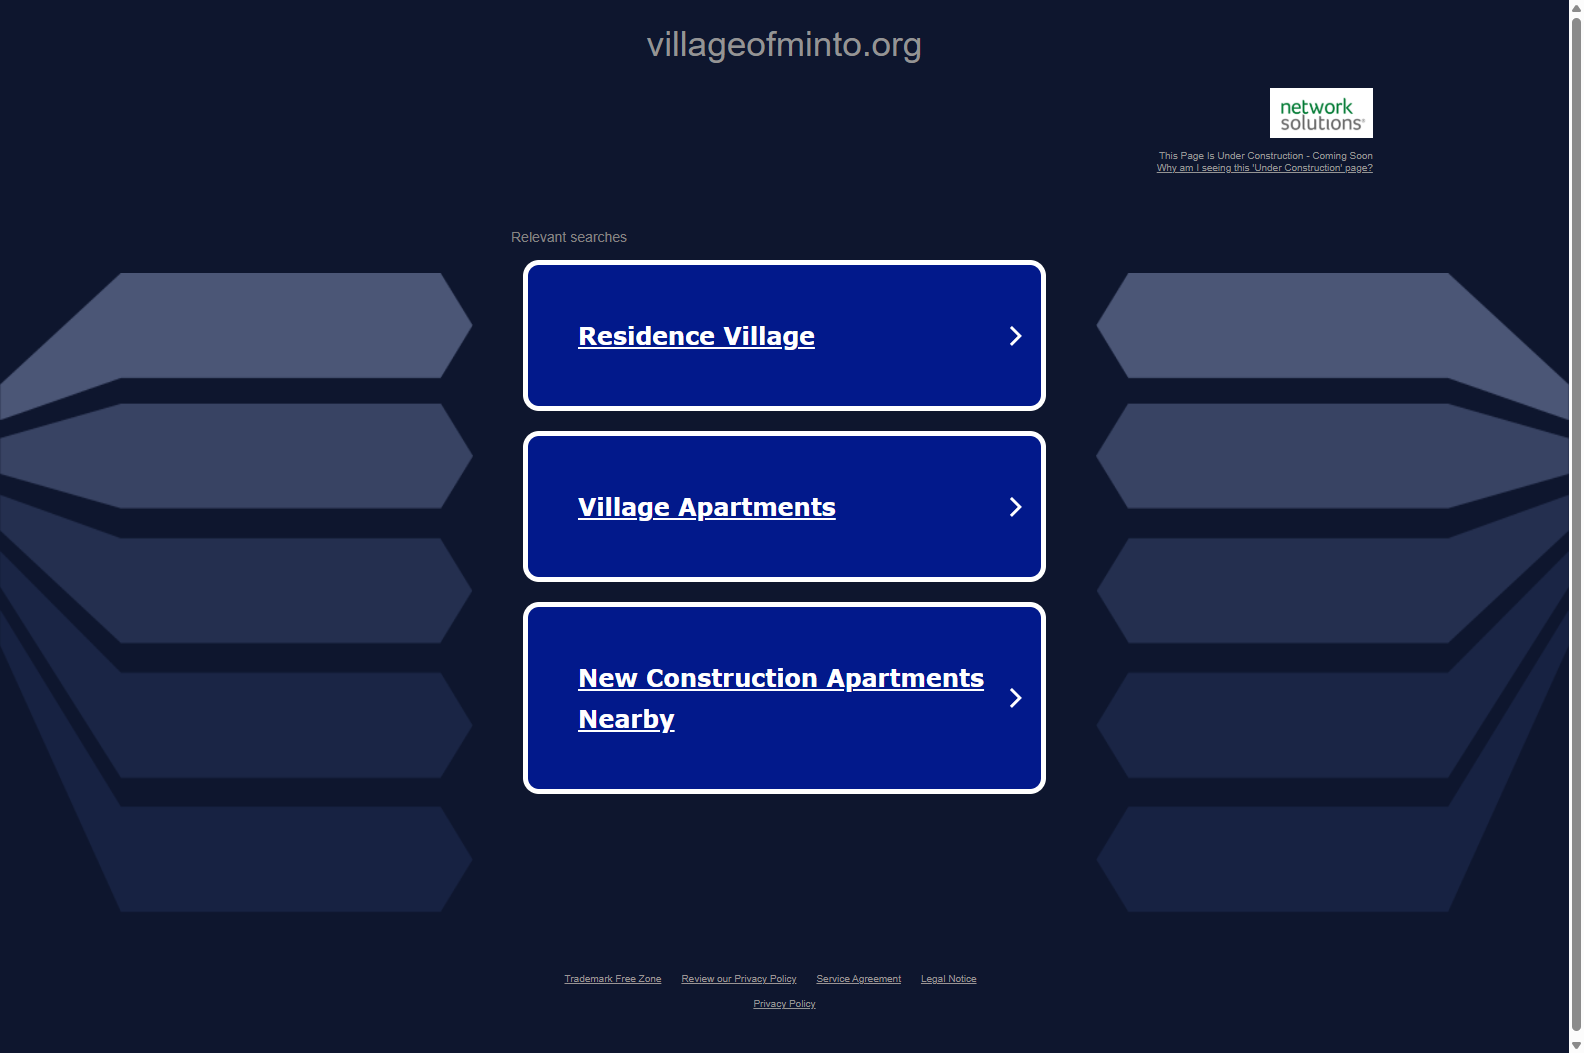 villageofminto.org
network
solutions®
This Page Is Under Construction - Coming Soon
Why am I seeing this 'Under Construction' page?
Relevant searches
Residence Village
Village Apartments
New Construction Apartments
Nearby
Trademark Free Zone Review our Privacy Policy Service Agreement Legal Notice
Privacy Policy